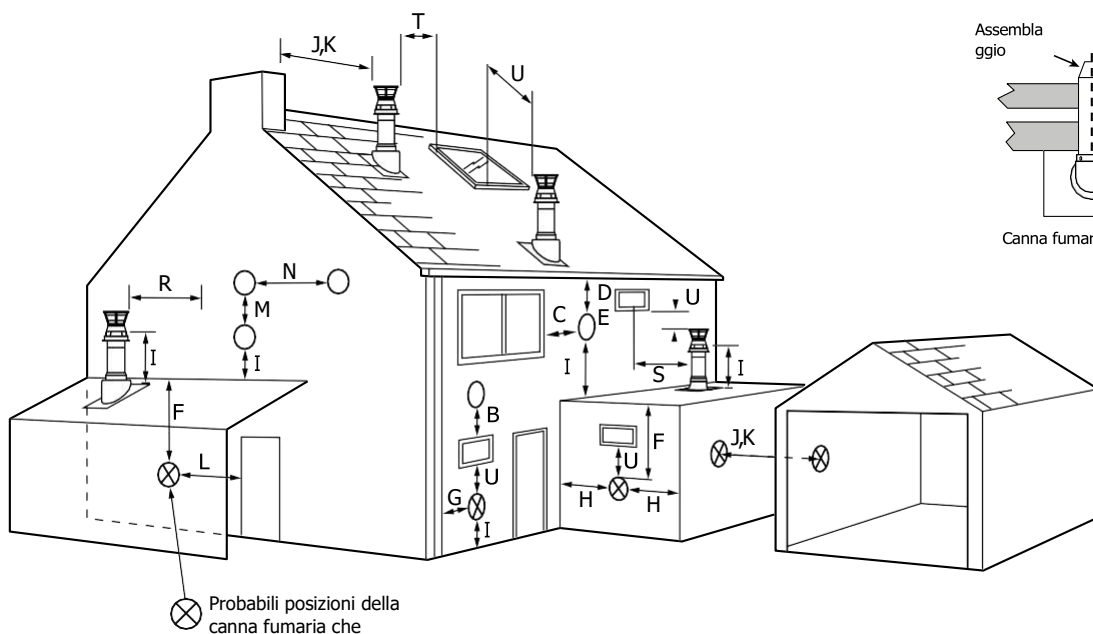 T
J,K
U
Assembla
ggio
Canna fumar
R
N
M
I
I
D
U
C
E
I
S
I
F
B
F
J,K
L
U
U
G
H
H
I
Probabili posizioni della
canna fumaria che